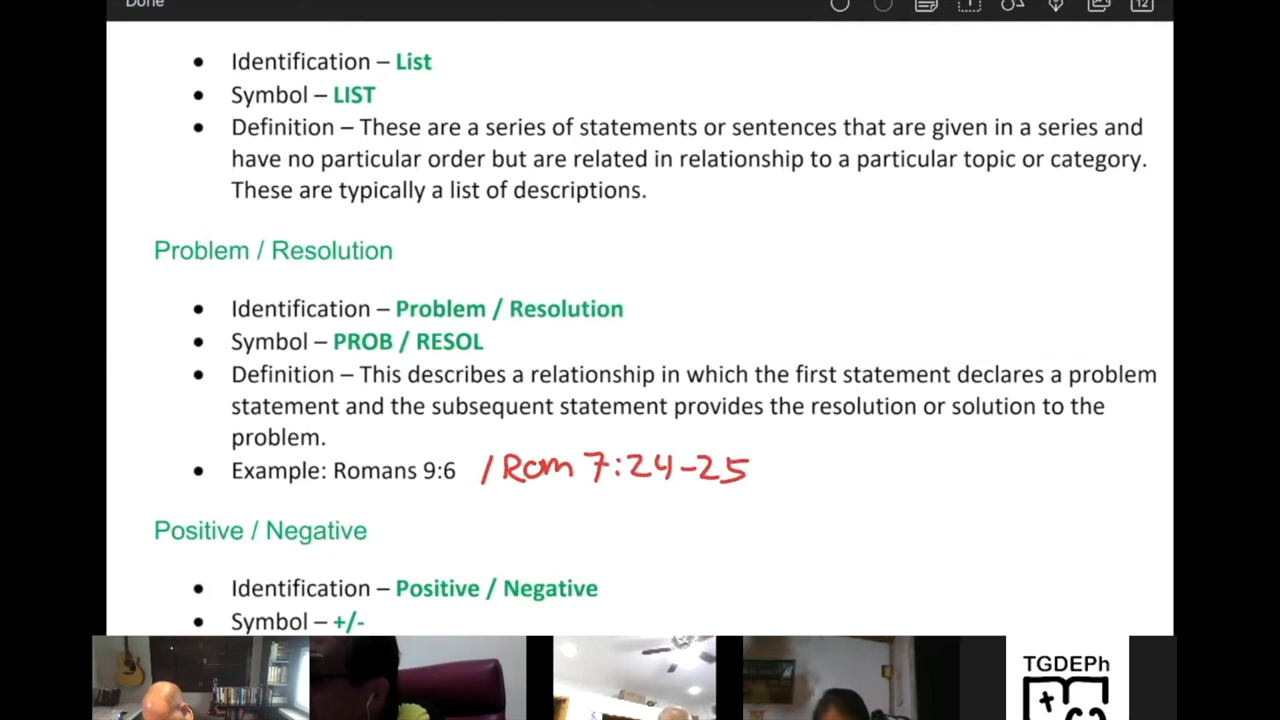 Done
12
• Identification – List
• Symbol – LIST
• Definition – These are a series of statements or sentences that are given in a series and
have no particular order but are related in relationship to a particular topic or category.
These are typically a list of descriptions.
Problem / Resolution
• Identification – Problem / Resolution
• Symbol – PROB / RESOL
• Definition – This describes a relationship in which the first statement declares a problem
statement and the subsequent statement provides the resolution or solution to the
problem.
• Example: Romans 9:6 / Rom 7:24-25
Positive / Negative
• Identification – Positive / Negative
• Symbol – +/-
TGDEPh